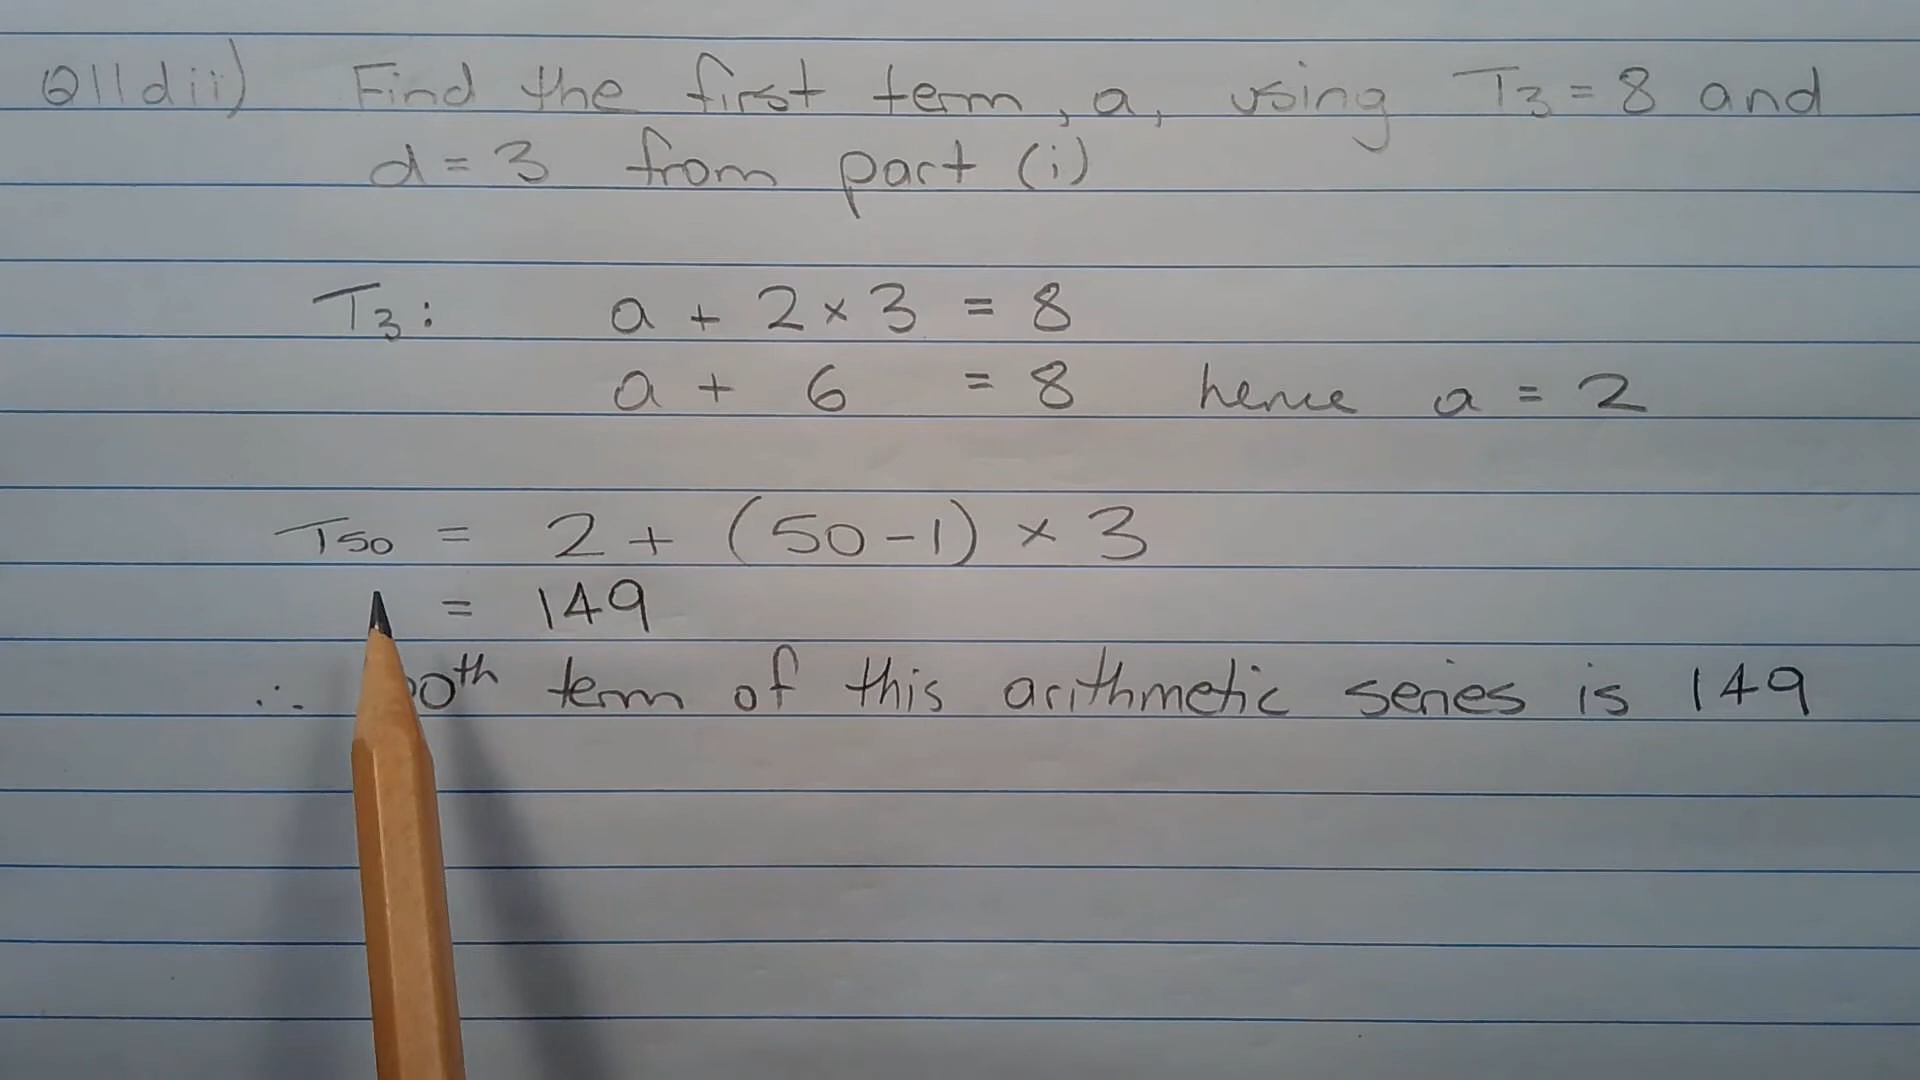 Q11dii) Find the first term, a, using T3 = 8 and
d = 3 from part (i)
T3: a + 2 × 3 = 8
a + 6 = 8 hence a = 2
T50 = 2 + (50-1) × 3
= 149
∴ term of this arithmetic series is 149